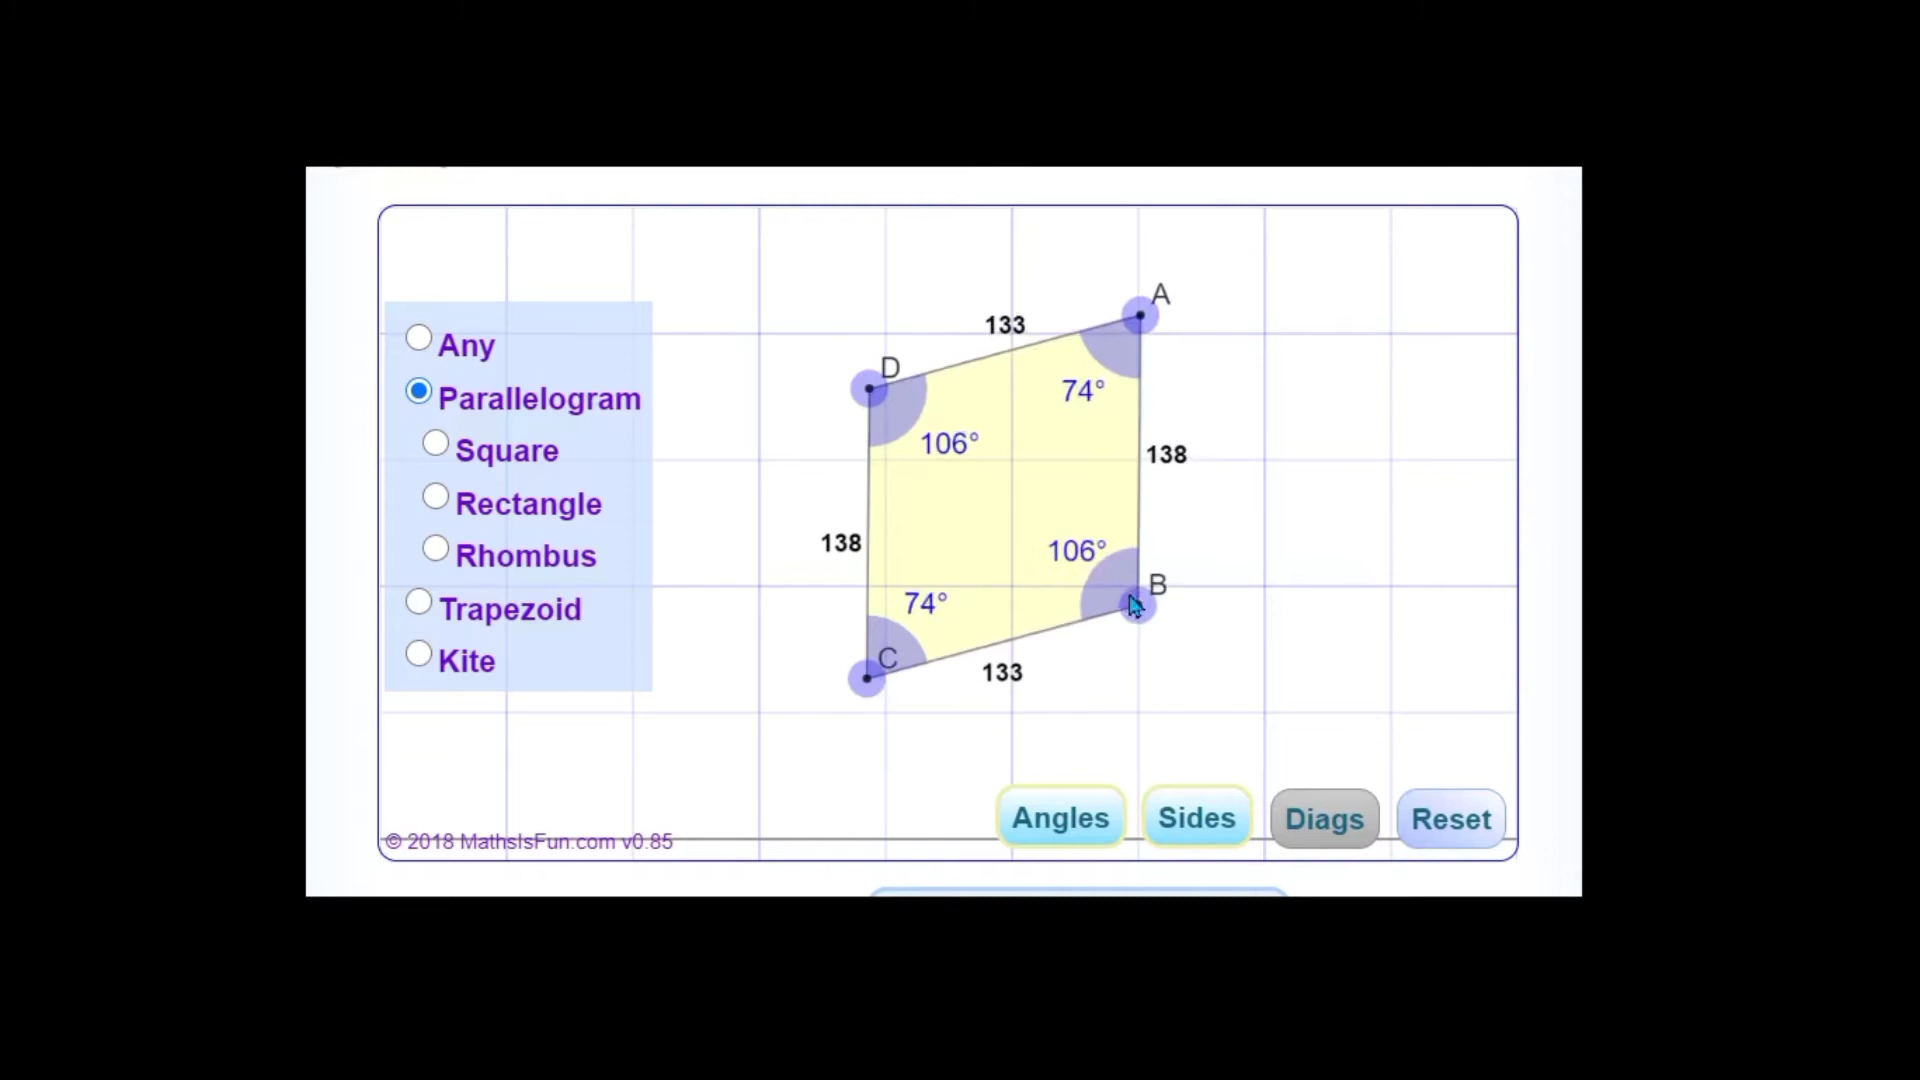 Any
Parallelogram
Square
Rectangle
Rhombus
Trapezoid
Kite
A
133
D
74°
106°
138
138
106°
B
74°
C
133
Angles
Sides
Diags
Reset
© 2018 MathsIsFun.com v0.85